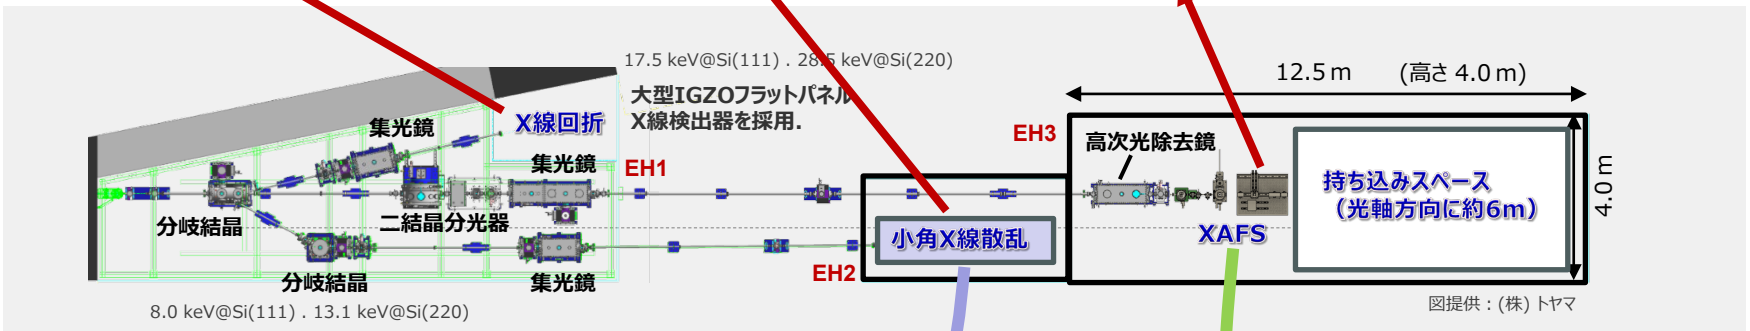 17.5 keV@Si(111) . 28.5 keV@Si(220)
大型IGZOフラットパネル
X線検出器を採用.
12.5 m (高さ 4.0 m)
集光鏡
X線回折
集光鏡
EH1
EH3
高次光除去鏡
持ち込みスペース
(光軸方向に約6m)
4.0 m
分岐結晶
二結晶分光器
小角X線散乱
XAFS
分岐結晶
集光鏡
EH2
8.0 keV@Si(111) . 13.1 keV@Si(220)
図提供:(株) トヤマ